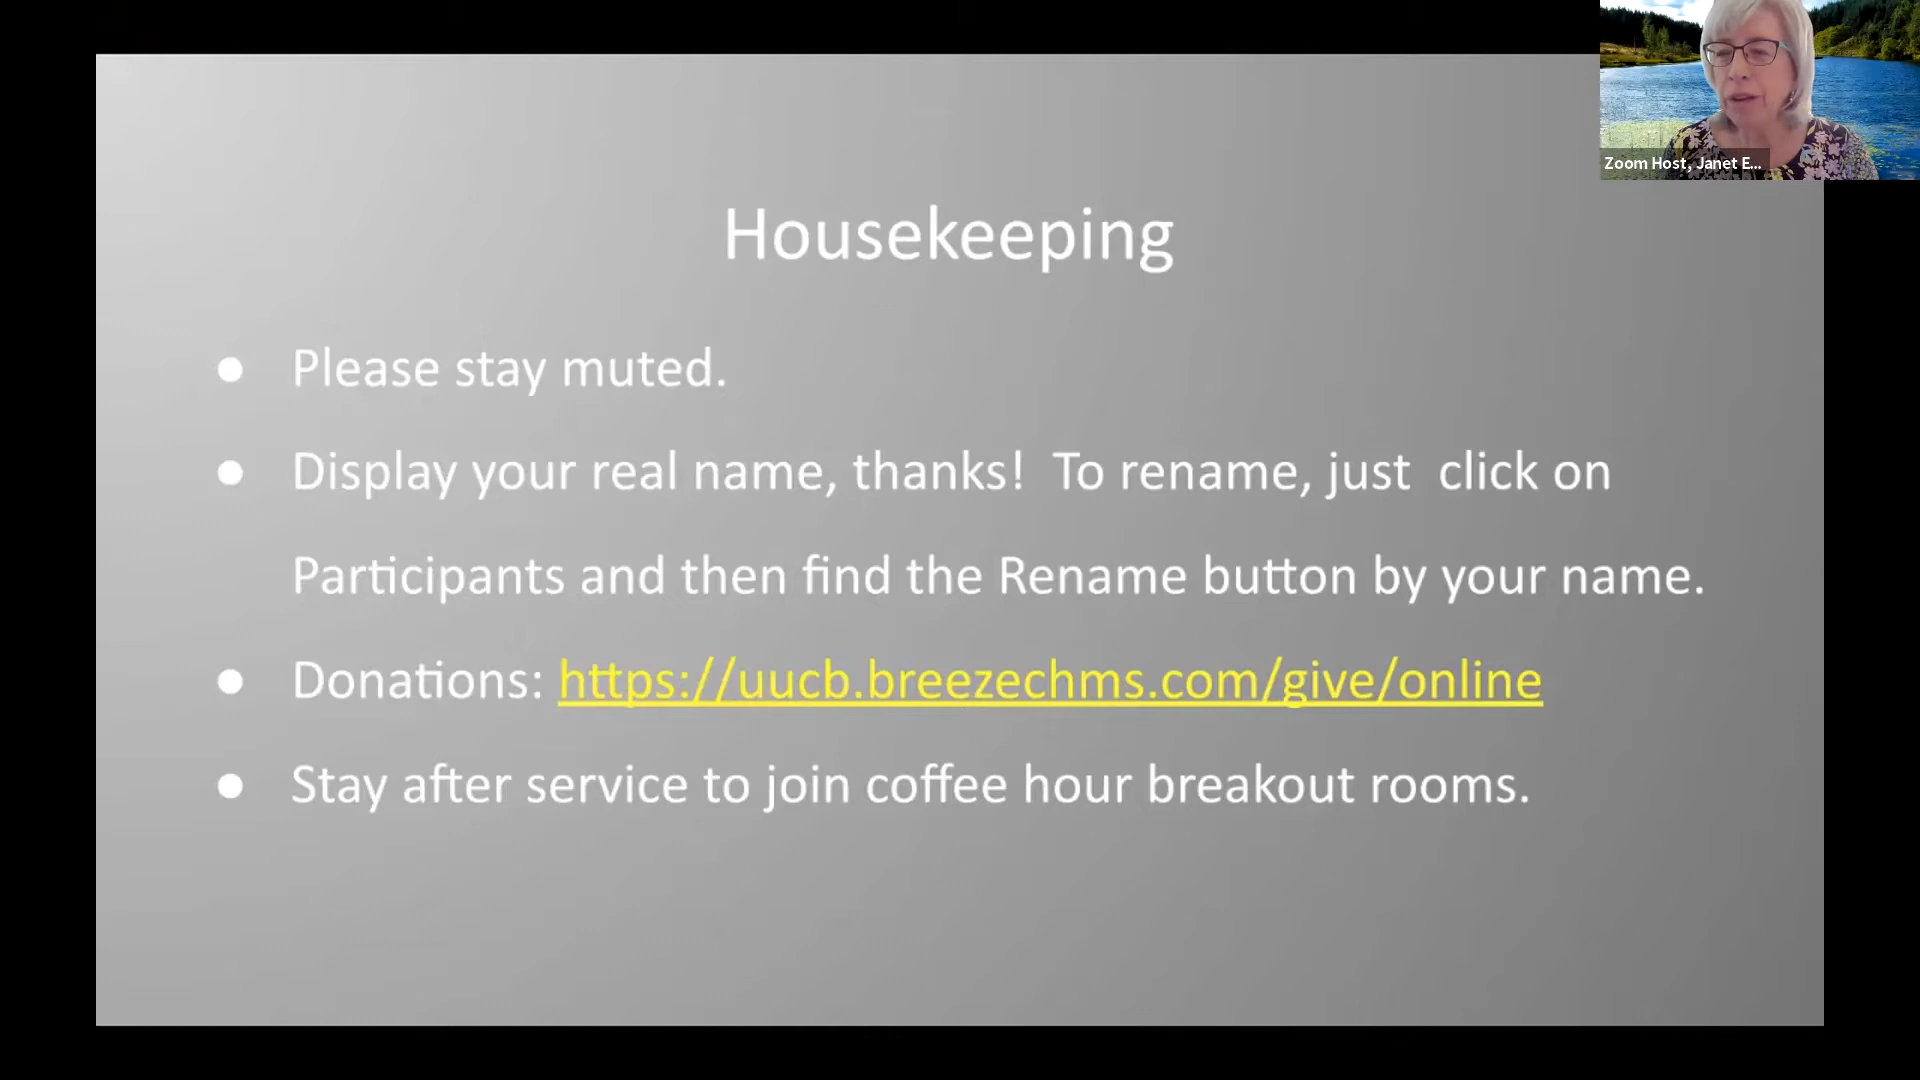 Zoom Host, Janet E...
Housekeeping
● Please stay muted.
● Display your real name, thanks!  To rename, just  click on
Participants and then find the Rename button by your name.
● Donations: https://uucb.breezechms.com/give/online
● Stay after service to join coffee hour breakout rooms.